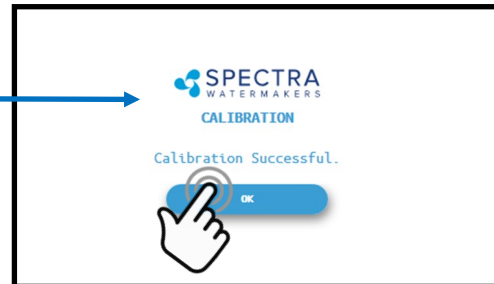 SPECTRA
WATERMAKERS
CALIBRATION
Calibration Successful.
OK